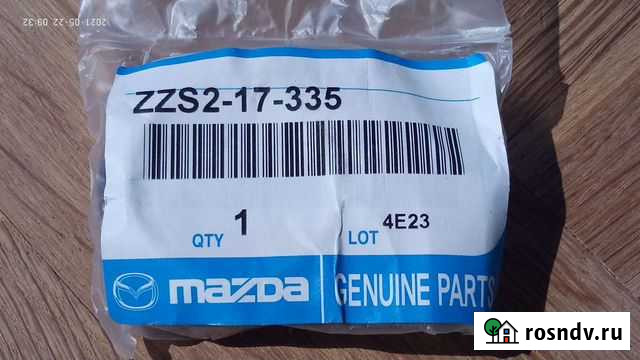 2021-05-22 09:32
ZZS2-17-335
QTY 1
LOT 4E23
mazda
GENUINE PARTS
rosndv.ru